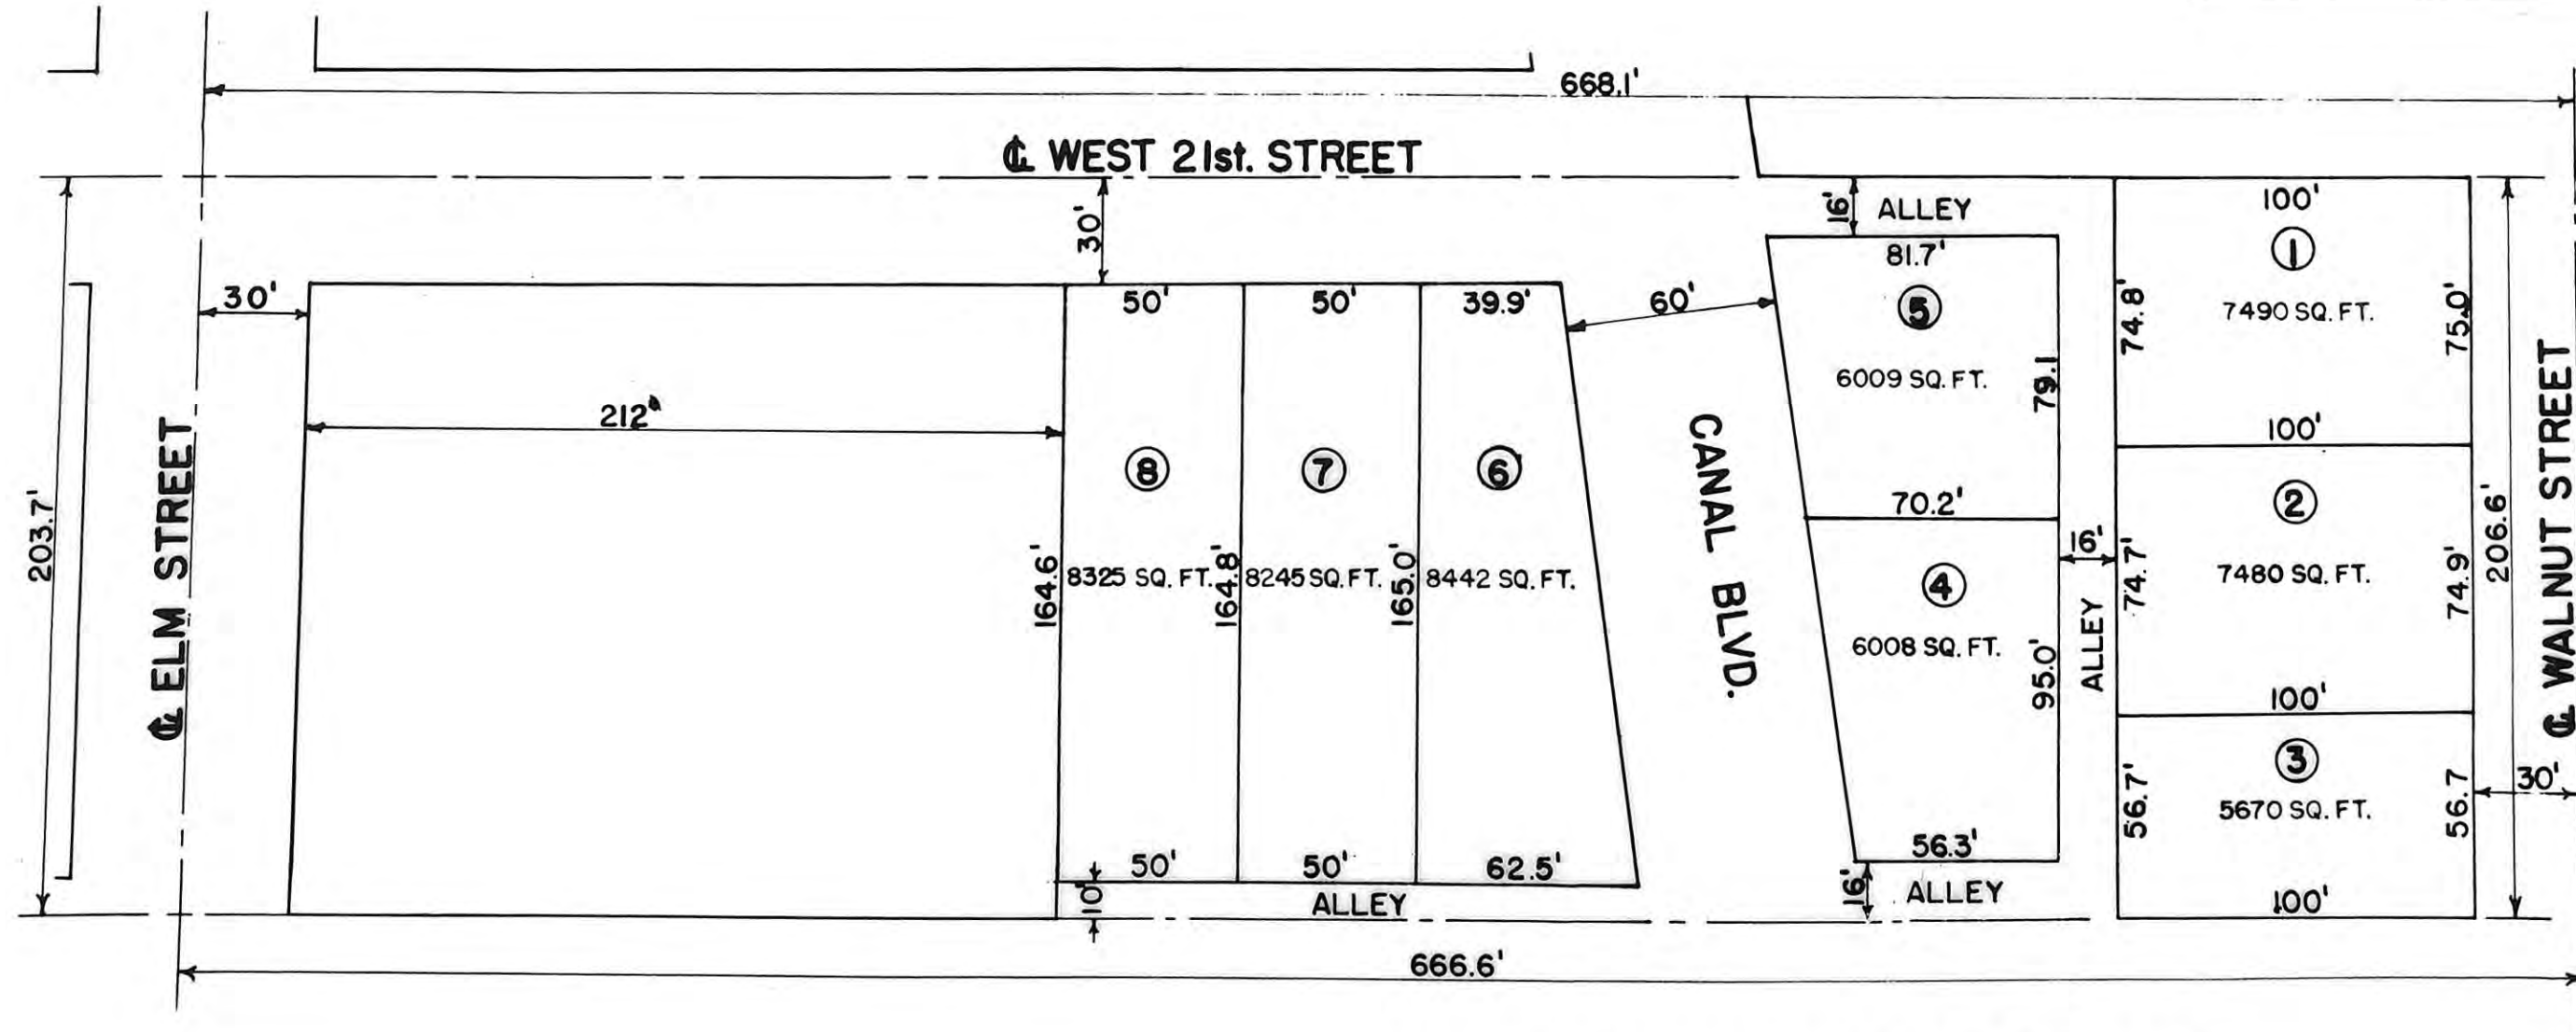 668.1'
℄ WEST 21st. STREET
30'
16'
ALLEY
100'
1
7490 SQ. FT.
74.8'
75.0'
100'
81.7'
5
6009 SQ. FT.
79.1
70.2'
60'
30'
50'
50'
39.9'
212
8
7
6
164.6'
8325 SQ. FT.
164.8'
8245 SQ. FT.
165.0'
8442 SQ. FT.
50'
50'
62.5'
10'
ALLEY
CANAL BLVD.
4
6008 SQ. FT.
95.0'
56.3'
16'
ALLEY
16'
ALLEY
2
7480 SQ. FT.
74.7'
74.9'
100'
3
5670 SQ. FT.
56.7'
56.7
100'
206.6'
30'
℄ WALNUT STREET
℄ ELM STREET
203.7'
666.6'